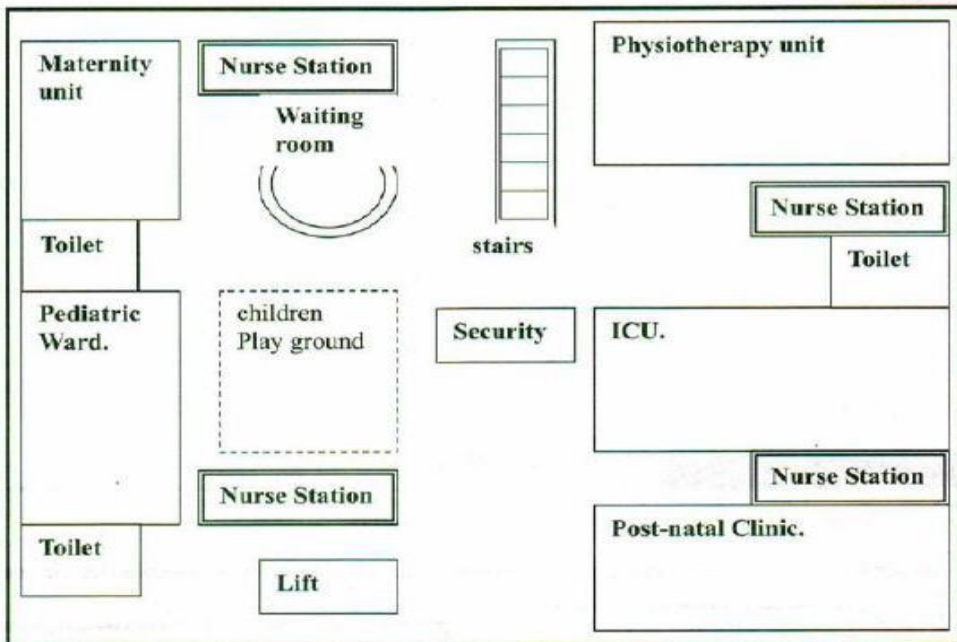 Maternity
unit
Nurse Station
Waiting
room
stairs
Physiotherapy unit
Nurse Station
Toilet
Toilet
Pediatric
Ward.
children
Play ground
Security
ICU.
Nurse Station
Nurse Station
Toilet
Lift
Post-natal Clinic.